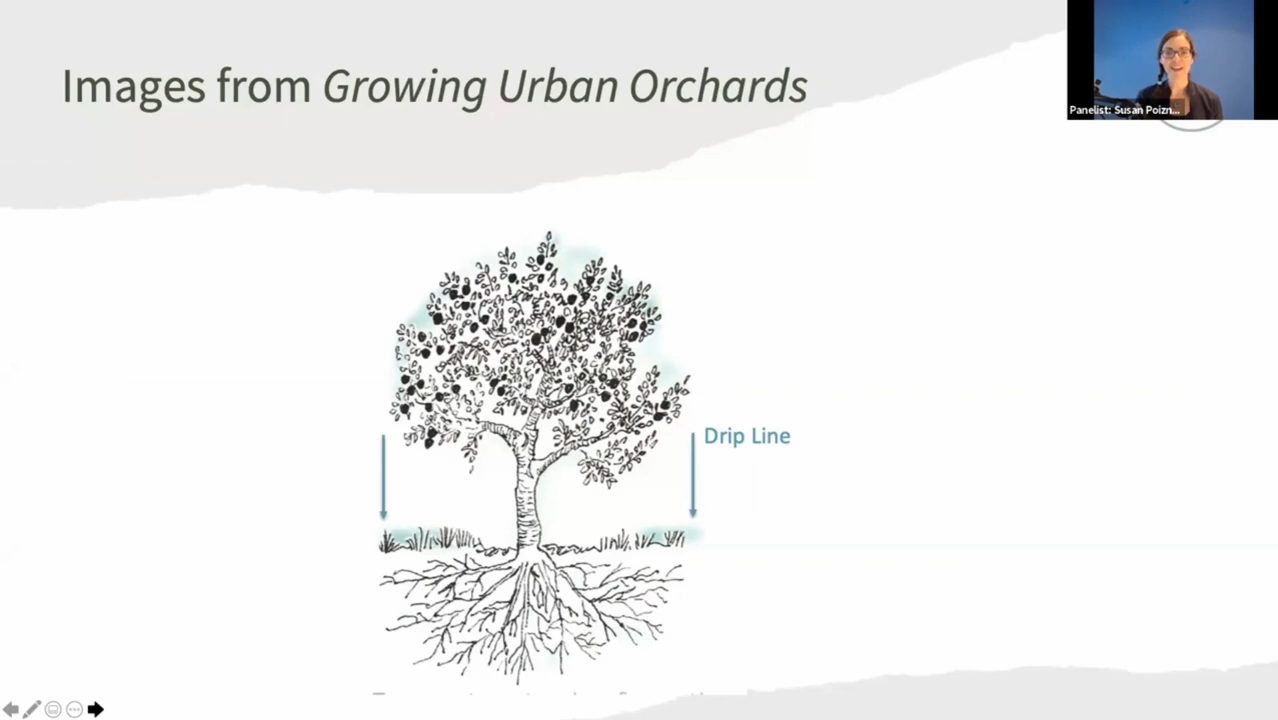 Images from Growing Urban Orchards
Panelist: Susan Poizn...
Drip Line